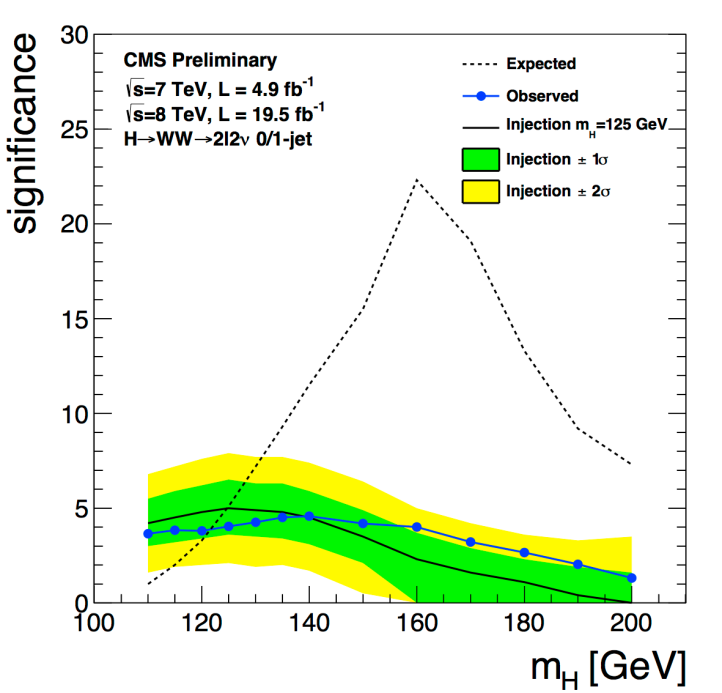 significance
30
25
20
15
10
5
0
CMS Preliminary
√s=7 TeV, L = 4.9 fb⁻¹
√s=8 TeV, L = 19.5 fb⁻¹
H→WW→2l2ν 0/1-jet
Expected
Observed
Injection m_H=125 GeV
Injection ± 1σ
Injection ± 2σ
100 120 140 160 180 200
m_H [GeV]